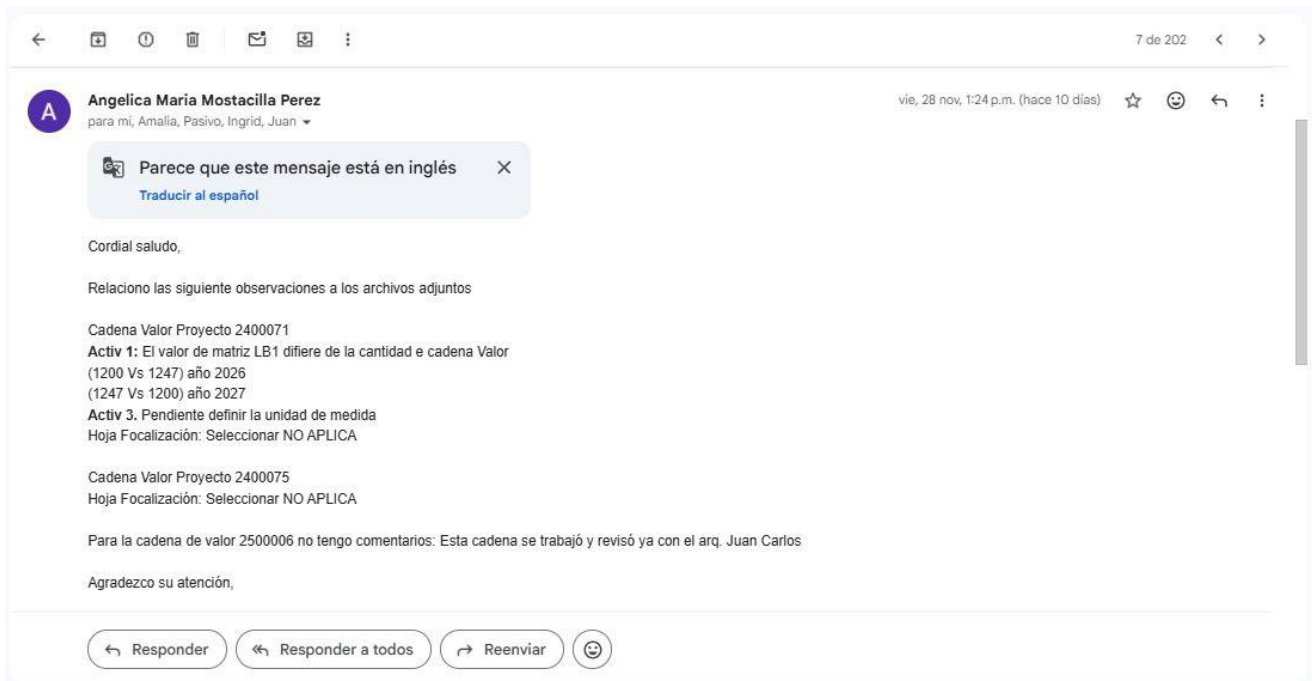 7 de 202
A
Angelica Maria Mostacilla Perez
vie, 28 nov, 1:24 p.m. (hace 10 días)
para mí, Amalia, Pasivo, Ingrid, Juan
Parece que este mensaje está en inglés
Traducir al español
Cordial saludo,
Relaciono las siguiente observaciones a los archivos adjuntos
Cadena Valor Proyecto 2400071
Activ 1: El valor de matriz LB1 difiere de la cantidad e cadena Valor
(1200 Vs 1247) año 2026
(1247 Vs 1200) año 2027
Activ 3. Pendiente definir la unidad de medida
Hoja Focalización: Seleccionar NO APLICA
Cadena Valor Proyecto 2400075
Hoja Focalización: Seleccionar NO APLICA
Para la cadena de valor 2500006 no tengo comentarios: Esta cadena se trabajó y revisó ya con el arq. Juan Carlos
Agradezco su atención,
Responder
Responder a todos
Reenviar